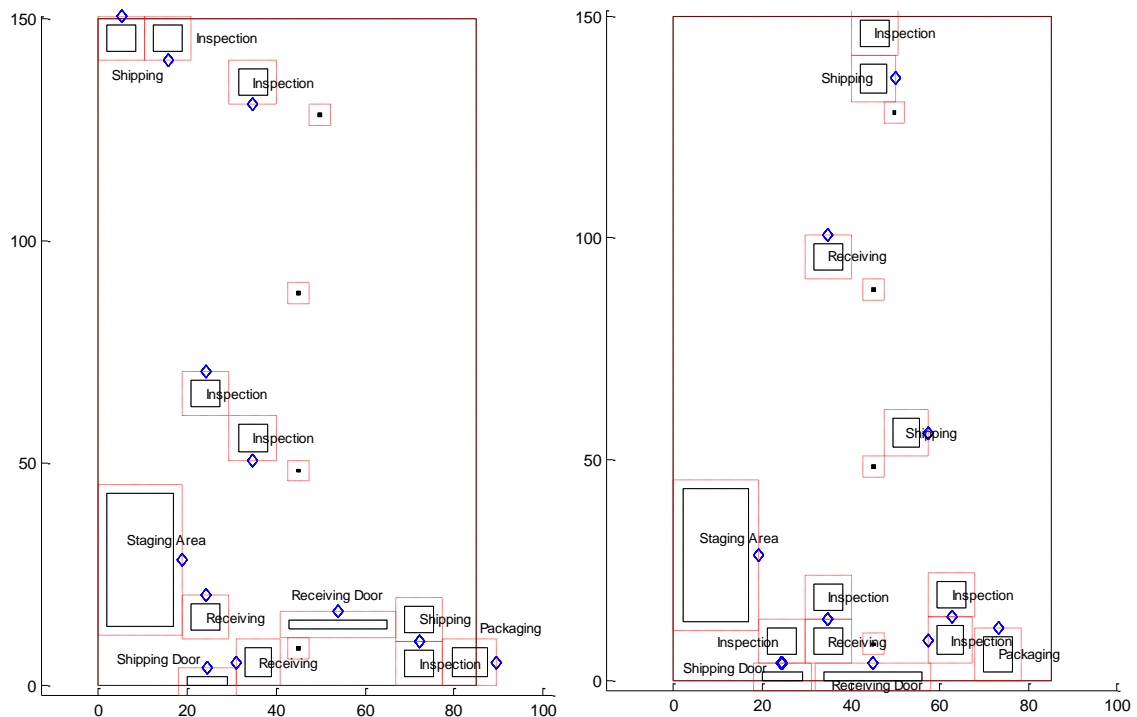 150
Inspection
Shipping
Inspection
100
Inspection
Inspection
50
Staging Area
Receiving Door
Receiving
Shipping
Packaging
Shipping Door
Receiving
Inspection
0
0 20 40 60 80 100
150
Inspection
Shipping
100
Receiving
Shipping
50
Staging Area
Inspection
Inspection
Inspection
Receiving
Inspection
Packaging
Shipping Door
Receiving Door
0
0 20 40 60 80 100